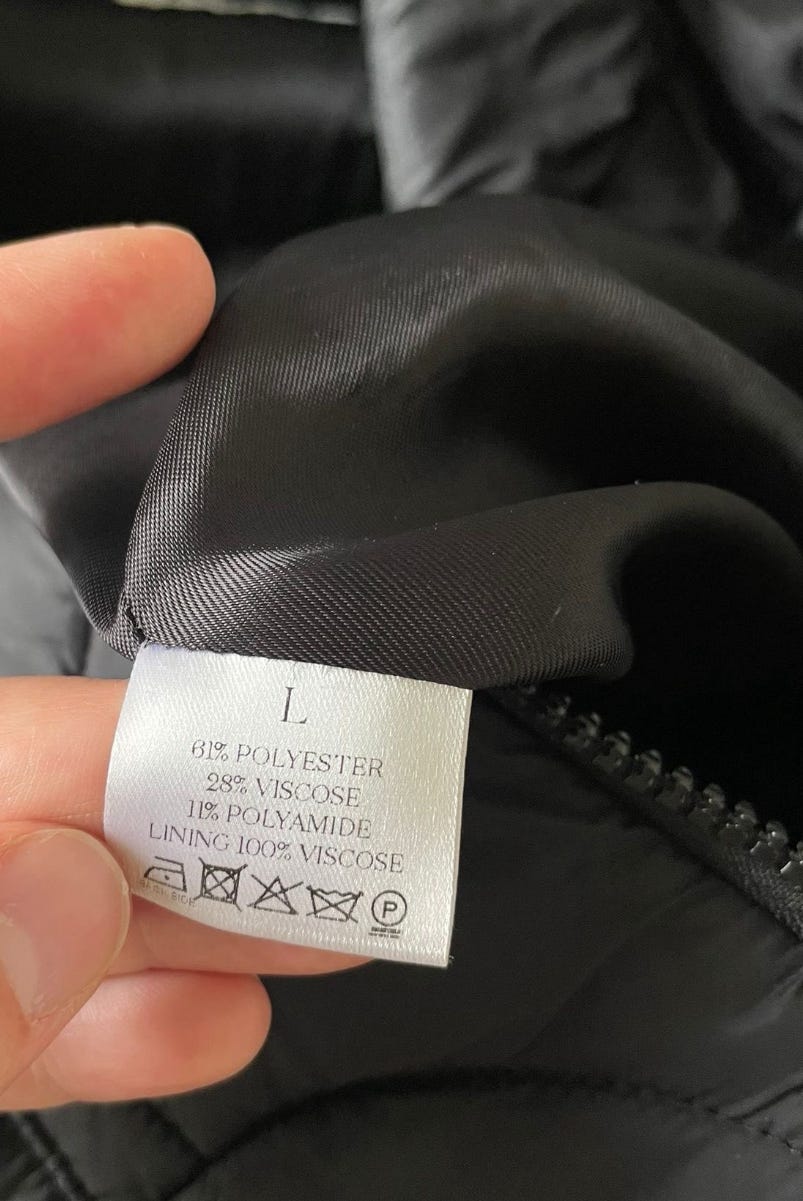 L
61% POLYESTER
28% VISCOSE
11% POLYAMIDE
LINING 100% VISCOSE
P